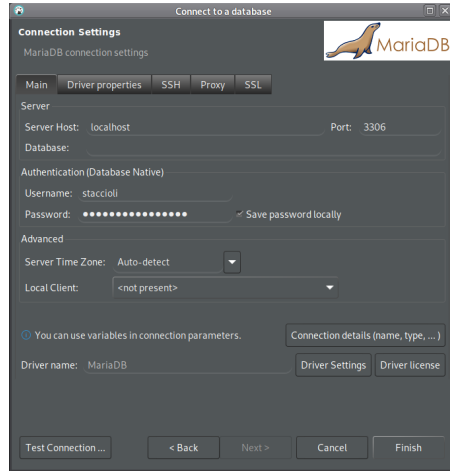 Connect to a database
Connection Settings
MariaDB connection settings
MariaDB
Main Driver properties SSH Proxy SSL
Server
Server Host: localhost Port: 3306
Database:
Authentication (Database Native)
Username: staccioli
Password: ●●●●●●●●●●●●●●●● Save password locally
Advanced
Server Time Zone: Auto-detect
Local Client: <not present>
You can use variables in connection parameters. Connection details (name, type, ... )
Driver name: MariaDB Driver Settings Driver license
Test Connection ... < Back Next > Cancel Finish